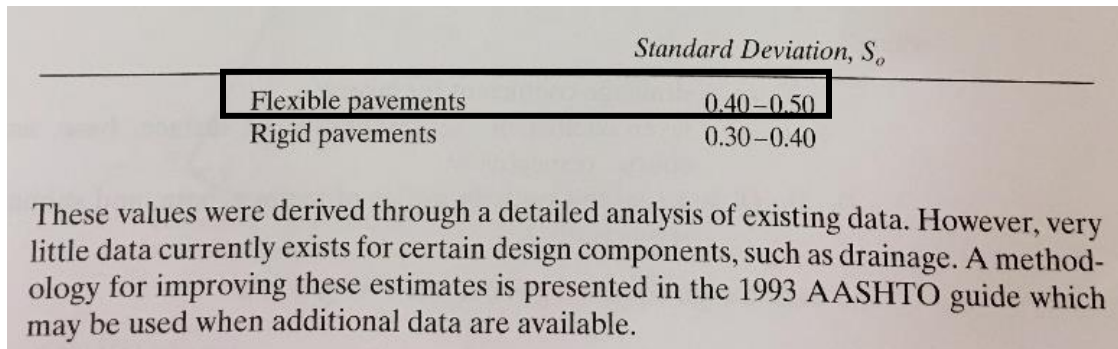 Standard Deviation, Sₒ
Flexible pavements 0.40–0.50
Rigid pavements 0.30–0.40
These values were derived through a detailed analysis of existing data. However, very
little data currently exists for certain design components, such as drainage. A method-
ology for improving these estimates is presented in the 1993 AASHTO guide which
may be used when additional data are available.